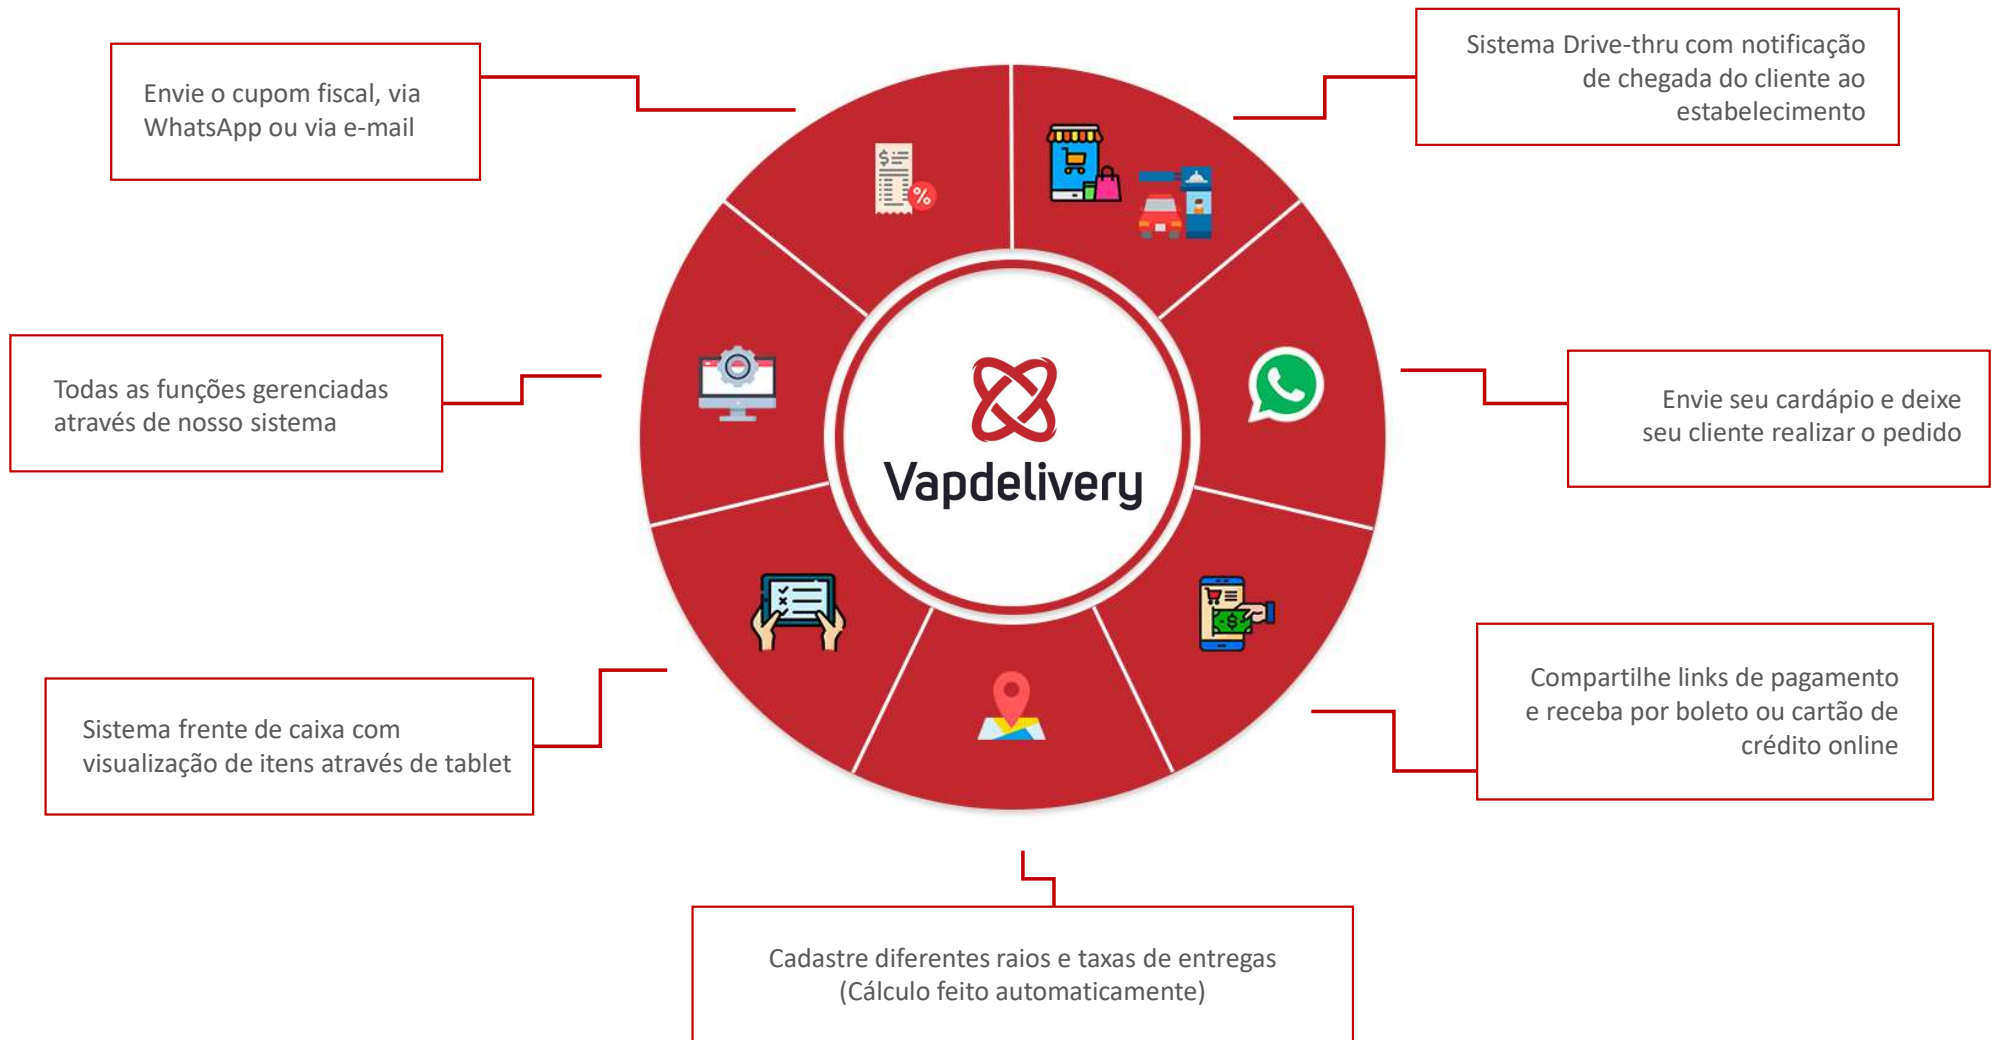 Envie o cupom fiscal, via
WhatsApp ou via e-mail
Sistema Drive-thru com notificação
de chegada do cliente ao
estabelecimento
Todas as funções gerenciadas
através de nosso sistema
Vapdelivery
Envie seu cardápio e deixe
seu cliente realizar o pedido
Sistema frente de caixa com
visualização de itens através de tablet
Compartilhe links de pagamento
e receba por boleto ou cartão de
crédito online
Cadastre diferentes raios e taxas de entregas
(Cálculo feito automaticamente)